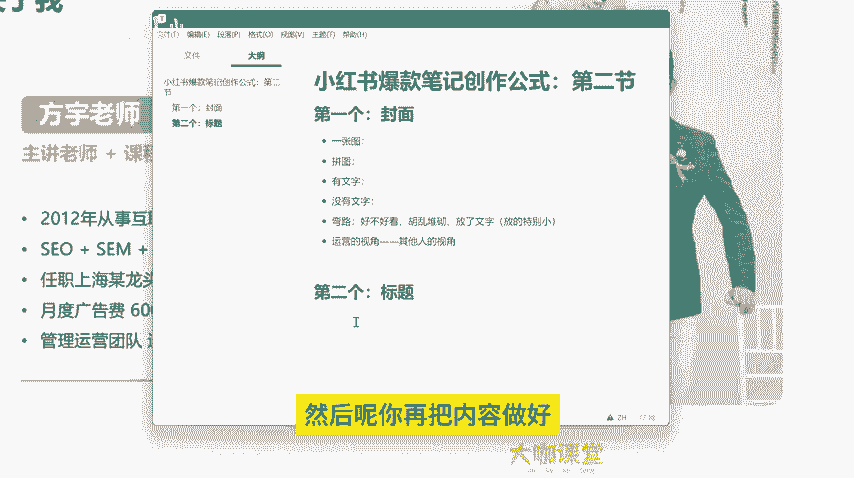 方宇老师
主讲老师 + 课程
2012年从事互联
SEO + SEM +
任职上海某龙头
月度广告费 600
管理运营团队
文件(F) 编辑(E) 段落(P) 格式(O) 视图(V) 主题(T) 帮助(H)
文件 大纲
小红书爆款笔记创作公式：第二
节
第一个：封面
第二个：标题
小红书爆款笔记创作公式：第二节
第一个：封面
一张图；
拼图；
有文字；
没有文字；
弯路：好不好看，胡乱堆砌、放了文字（放的特别小）
运营的视角——其他人的视角
第二个：标题
ZH
然后呢你再把内容做好
大咖课堂